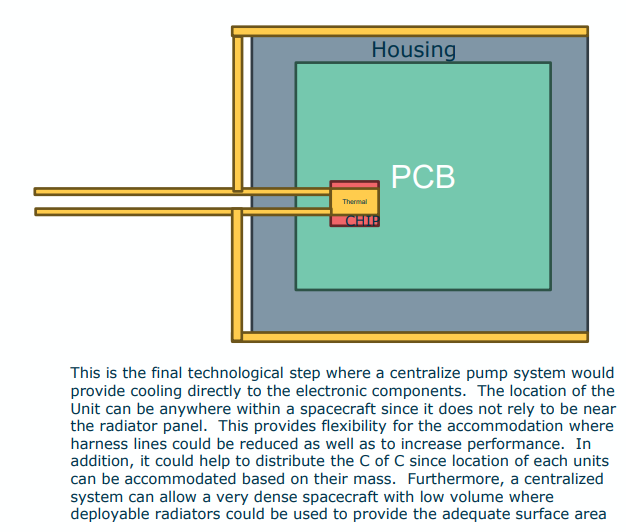 Housing
PCB
Thermal
CHIP
This is the final technological step where a centralize pump system would
provide cooling directly to the electronic components.  The location of the
Unit can be anywhere within a spacecraft since it does not rely to be near
the radiator panel.  This provides flexibility for the accommodation where
harness lines could be reduced as well as to increase performance.  In
addition, it could help to distribute the C of C since location of each units
can be accommodated based on their mass.  Furthermore, a centralized
system can allow a very dense spacecraft with low volume where
deployable radiators could be used to provide the adequate surface area